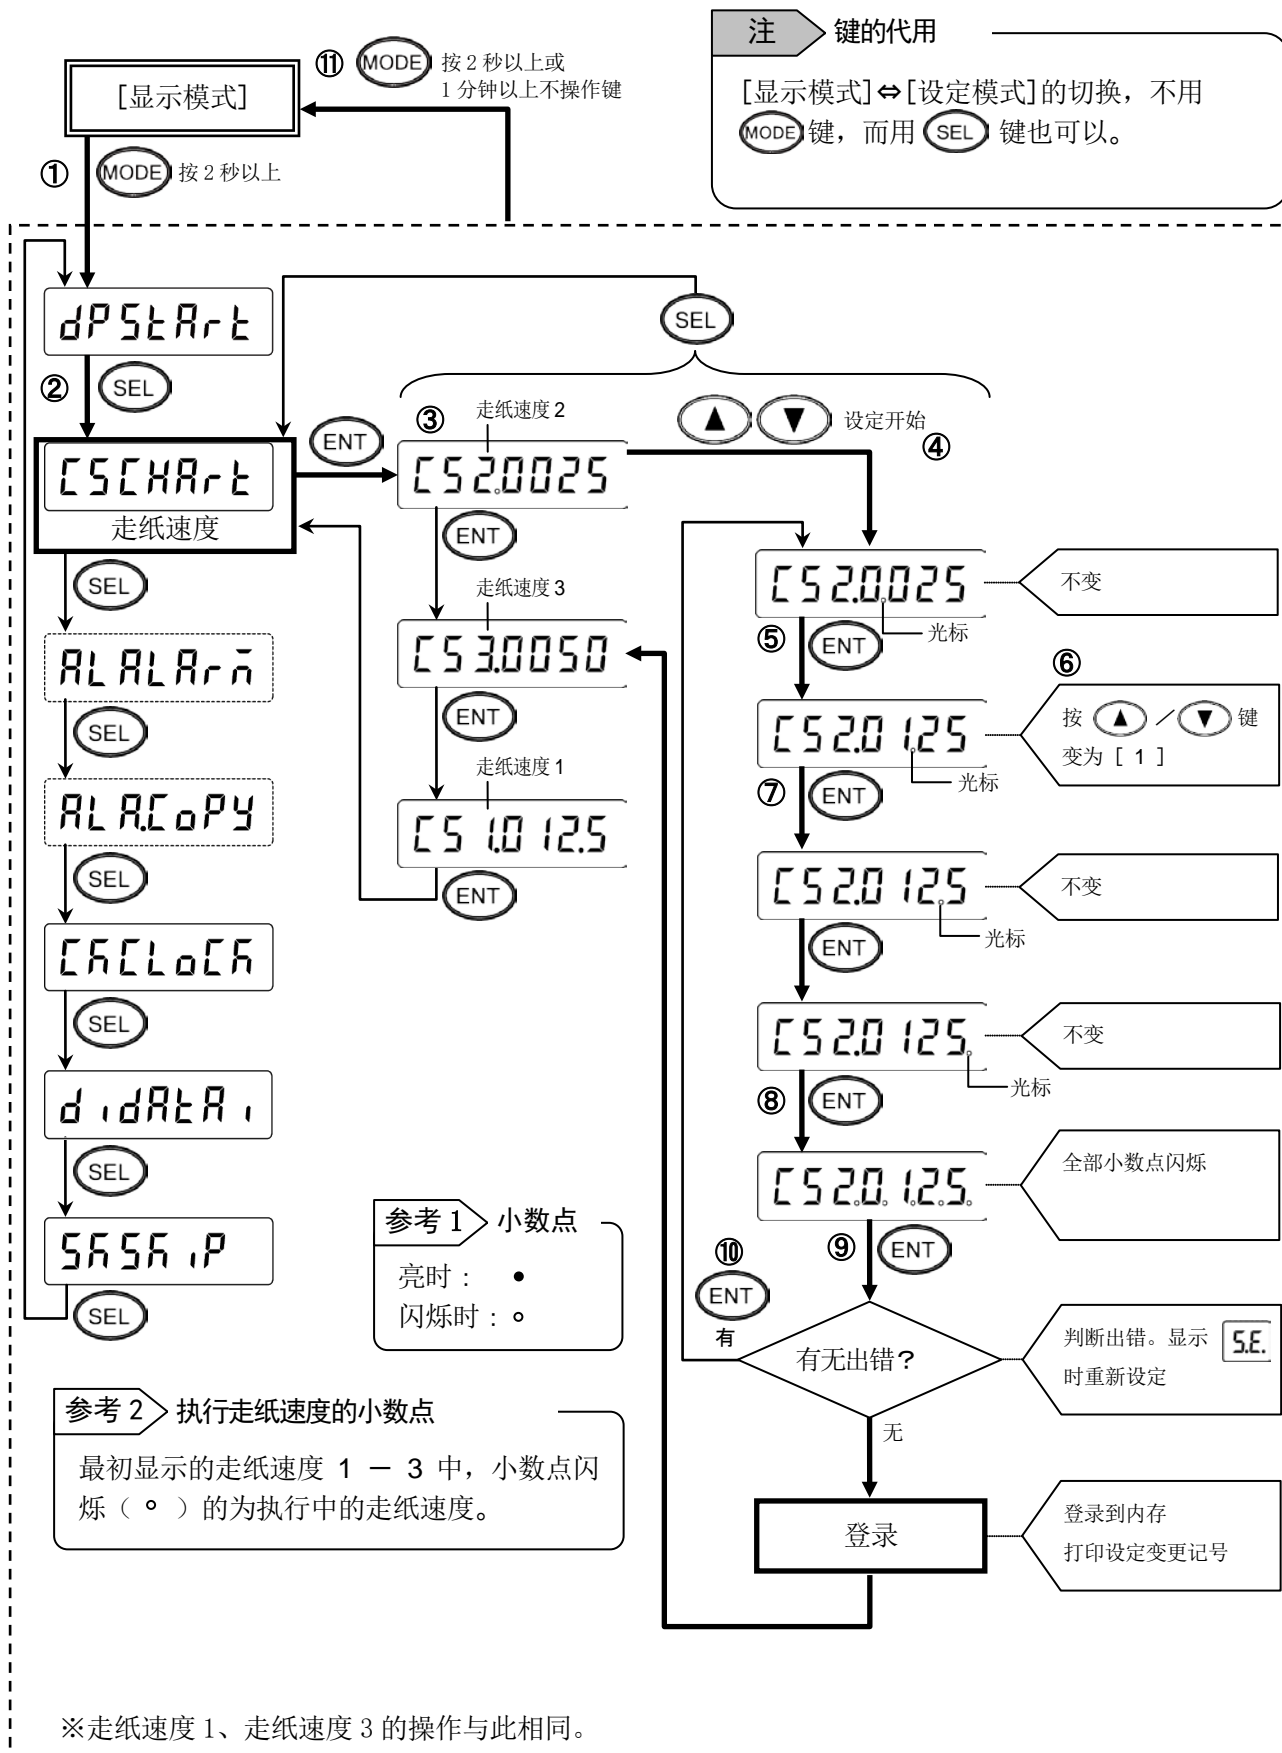 注 键的代用
[显示模式]⇔[设定模式]的切换，不用
MODE 键，而用 SEL 键也可以。
[显示模式]
⑪ MODE 按2秒以上或
1分钟以上不操作键
① MODE 按2秒以上
dPStArt
② SEL
CSCHArt
走纸速度
SEL
ALALArm
SEL
ALA.CoPY
SEL
CKCLoCK
SEL
didAtAi
SEL
SKSKiP
SEL
ENT
SEL
③ 走纸速度2
CS2.0025
ENT
走纸速度3
CS3.0050
ENT
走纸速度1
CS1.012.5
ENT
▲ ▼ 设定开始
④
CS2.0.025
不变
光标
⑤ ENT
⑥
CS2.01.25
按 ▲ ／ ▼ 键
变为［1］
光标
⑦ ENT
CS2.012.5
不变
光标
ENT
CS2.0125.
不变
光标
⑧ ENT
CS2.0.1.2.5.
全部小数点闪烁
⑨ ENT
⑩
ENT
有
有无出错？
判断出错。显示 S.E.
时重新设定
无
登录
登录到内存
打印设定变更记号
参考1 小数点
亮时： ●
闪烁时：○
参考2 执行走纸速度的小数点
最初显示的走纸速度 1 － 3 中，小数点闪
烁（ ○ ）的为执行中的走纸速度。
※走纸速度1、走纸速度3的操作与此相同。